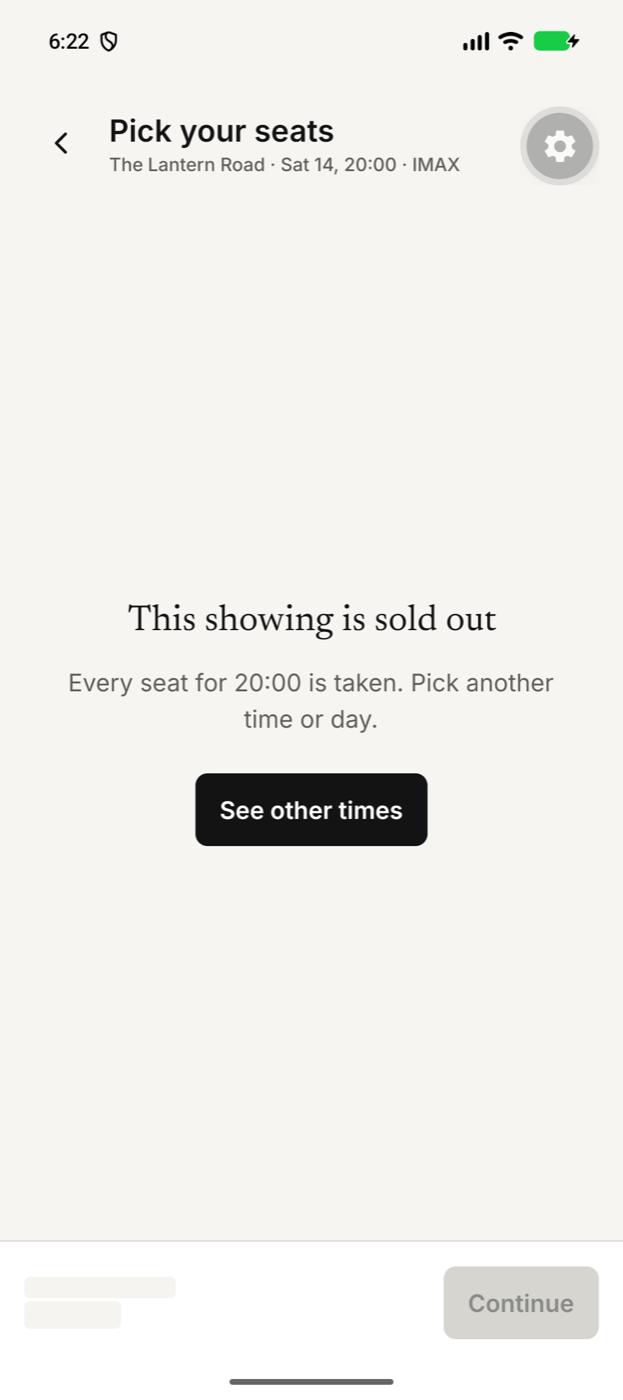 6:22
Pick your seats
The Lantern Road · Sat 14, 20:00 · IMAX
This showing is sold out
Every seat for 20:00 is taken. Pick another
time or day.
See other times
Continue